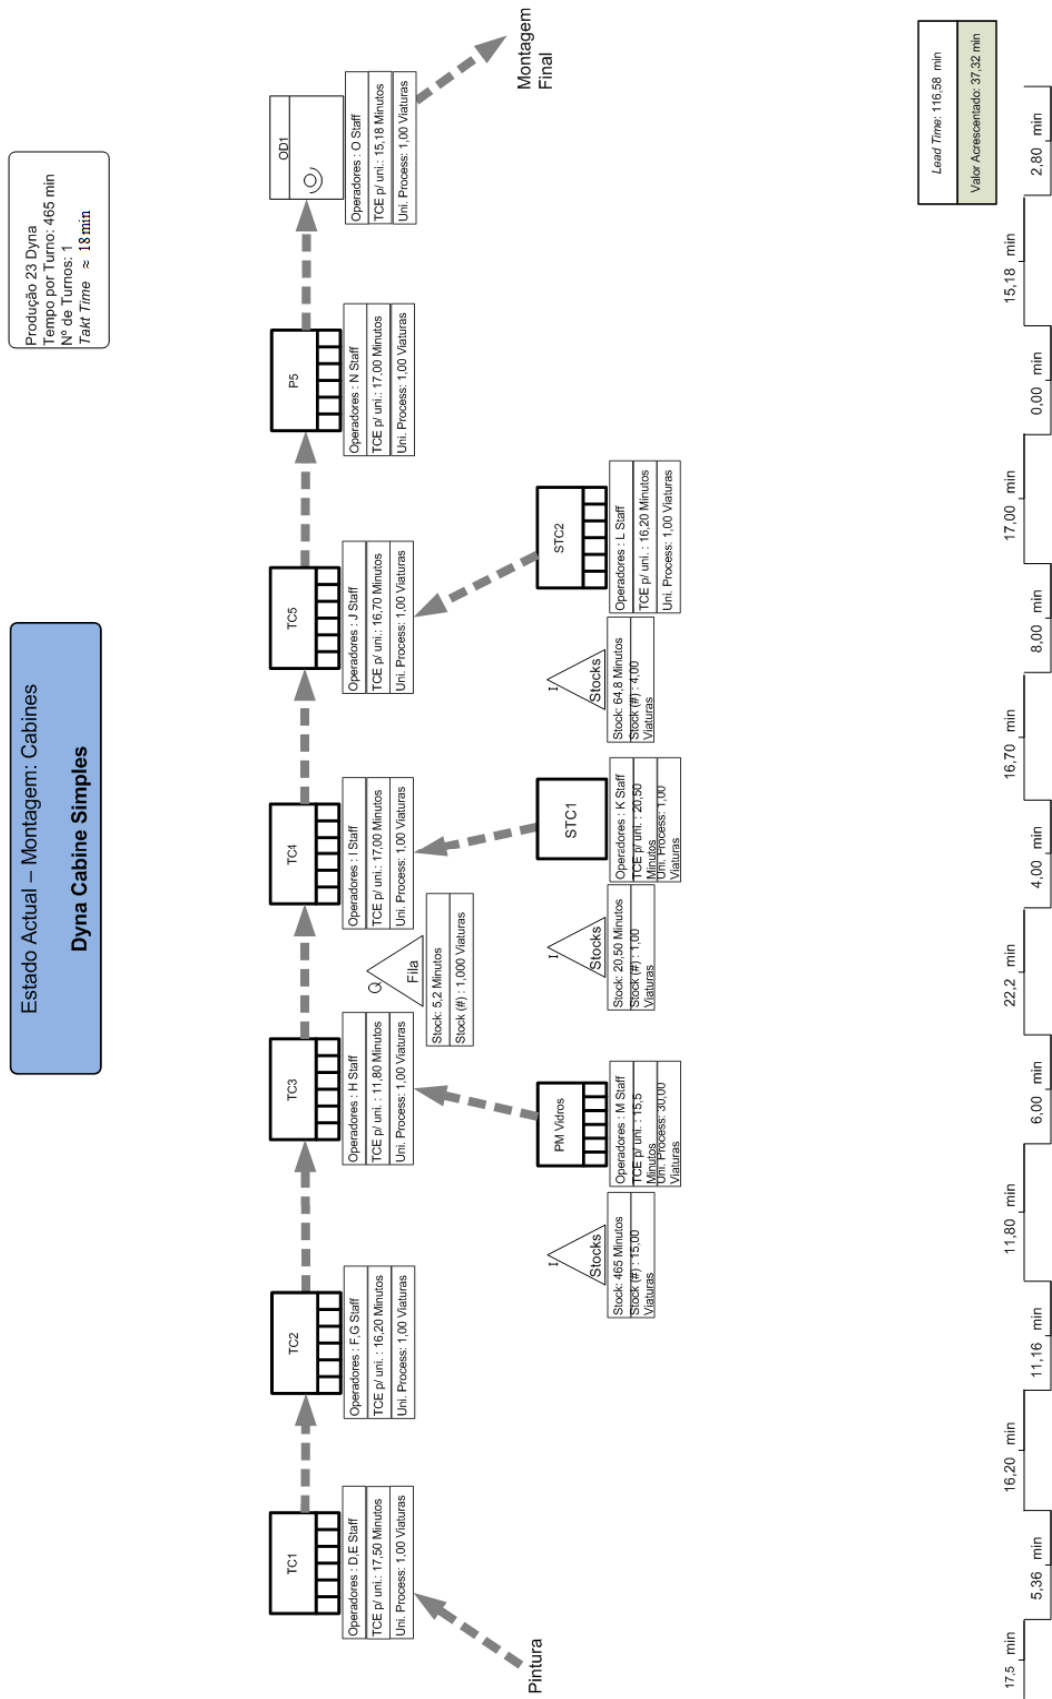 Estado Actual – Montagem: Cabines
Dyna Cabine Simples
Produção 23 Dyna
Tempo por Turno: 465 min
Nº de Turnos: 1
Takt Time ≈ 18min
Pintura
TC1
Operadores : D,E Staff
TCE p/ uni.: 17,50 Minutos
Uni. Process: 1,00 Viaturas
TC2
Operadores : F,G Staff
TCE p/ uni. : 16,20 Minutos
Uni. Process: 1,00 Viaturas
TC3
Operadores : H Staff
TCE p/ uni. : 11,80 Minutos
Uni. Process: 1,00 Viaturas
Q
Fila
Stock: 5,2 Minutos
Stock (#) : 1,000 Viaturas
TC4
Operadores : I Staff
TCE p/ uni.: 17,00 Minutos
Uni. Process: 1,00 Viaturas
TC5
Operadores : J Staff
TCE p/ uni.: 16,70 Minutos
Uni. Process: 1,00 Viaturas
P5
Operadores : N Staff
TCE p/ uni.: 17,00 Minutos
Uni. Process: 1,00 Viaturas
OD1
Operadores : O Staff
TCE p/ uni.: 15,18 Minutos
Uni. Process: 1,00 Viaturas
Montagem
Final
I
Stocks
Stock: 465 Minutos
Stock (#) : 15,00
Viaturas
PM Vidros
Operadores : M Staff
TCE p/ uni. : 15,5
Minutos
Uni. Process: 30,00
Viaturas
I
Stocks
Stock: 20,50 Minutos
Stock (#) : 1,00
Viaturas
STC1
Operadores : K Staff
TCE p/ uni. : 20,50
Minutos
Uni. Process: 1,00
Viaturas
I
Stocks
Stock: 64,8 Minutos
Stock (#) : 4,00
Viaturas
STC2
Operadores : L Staff
TCE p/ uni. : 16,20 Minutos
Uni. Process: 1,00 Viaturas
Lead Time: 116,58 min
Valor Acrescentado: 37,32 min
17,5 min
5,36 min
16,20 min
11,16 min
11,80 min
6,00 min
22,2 min
4,00 min
16,70 min
8,00 min
17,00 min
0,00 min
15,18 min
2,80 min